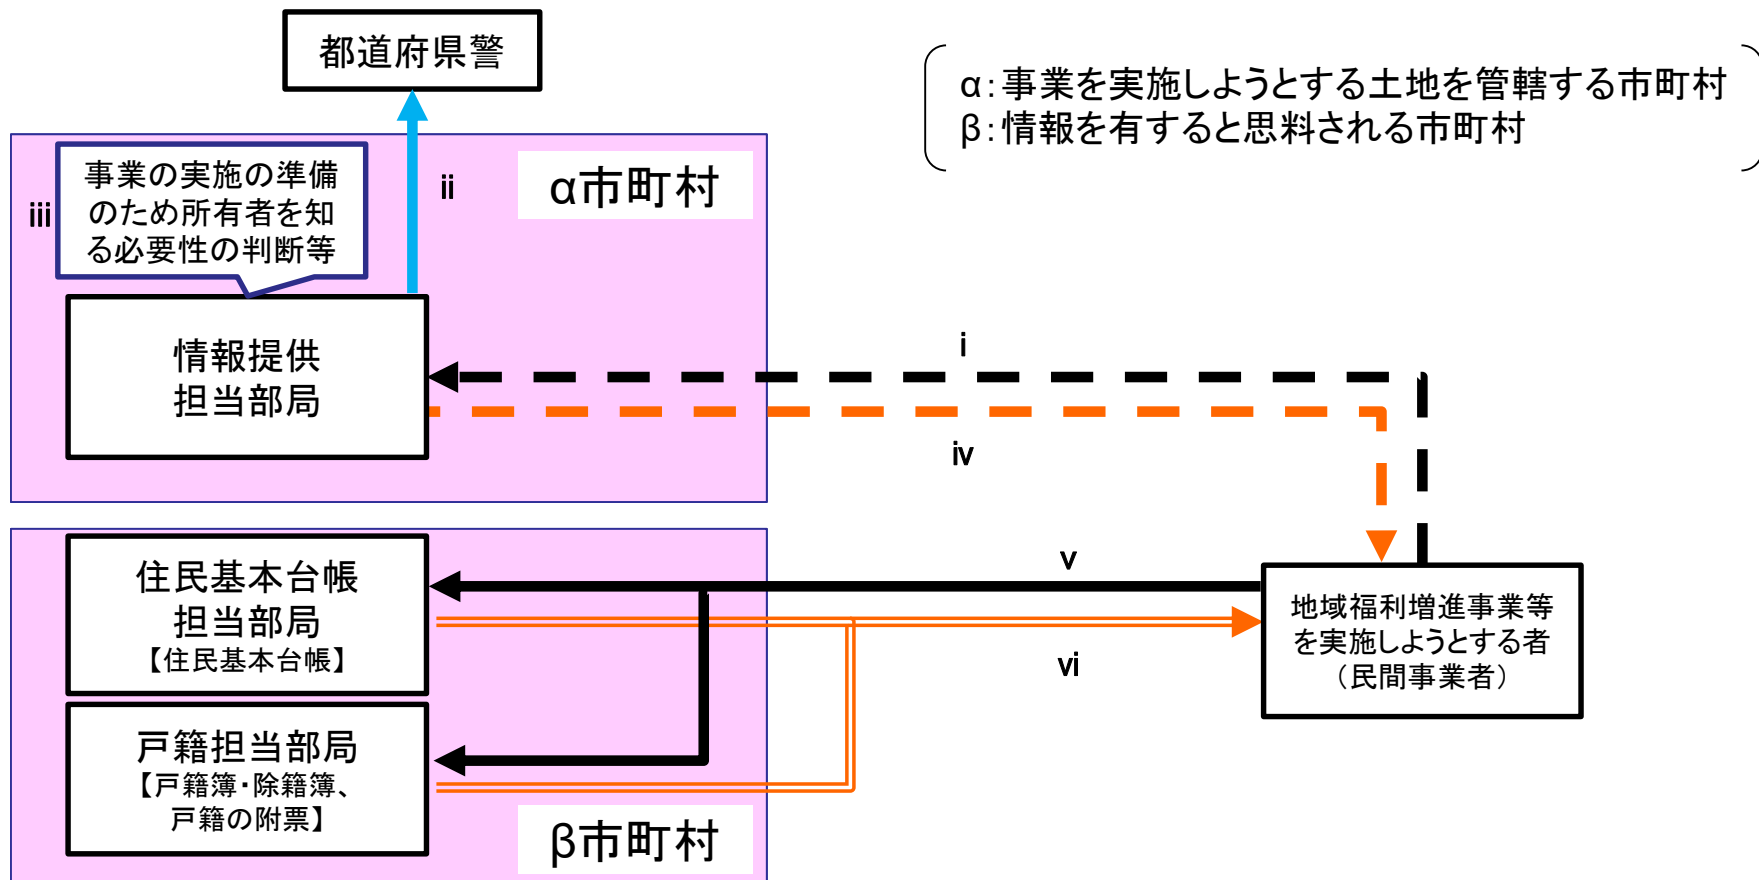 都道府県警
α：事業を実施しようとする土地を管轄する市町村
β：情報を有すると思料される市町村
iii
事業の実施の準備
のため所有者を知
る必要性の判断等
ii
α市町村
情報提供
担当部局
i
iv
住民基本台帳
担当部局
【住民基本台帳】
v
vi
地域福利増進事業等
を実施しようとする者
（民間事業者）
戸籍担当部局
【戸籍簿・除籍簿、
戸籍の附票】
β市町村